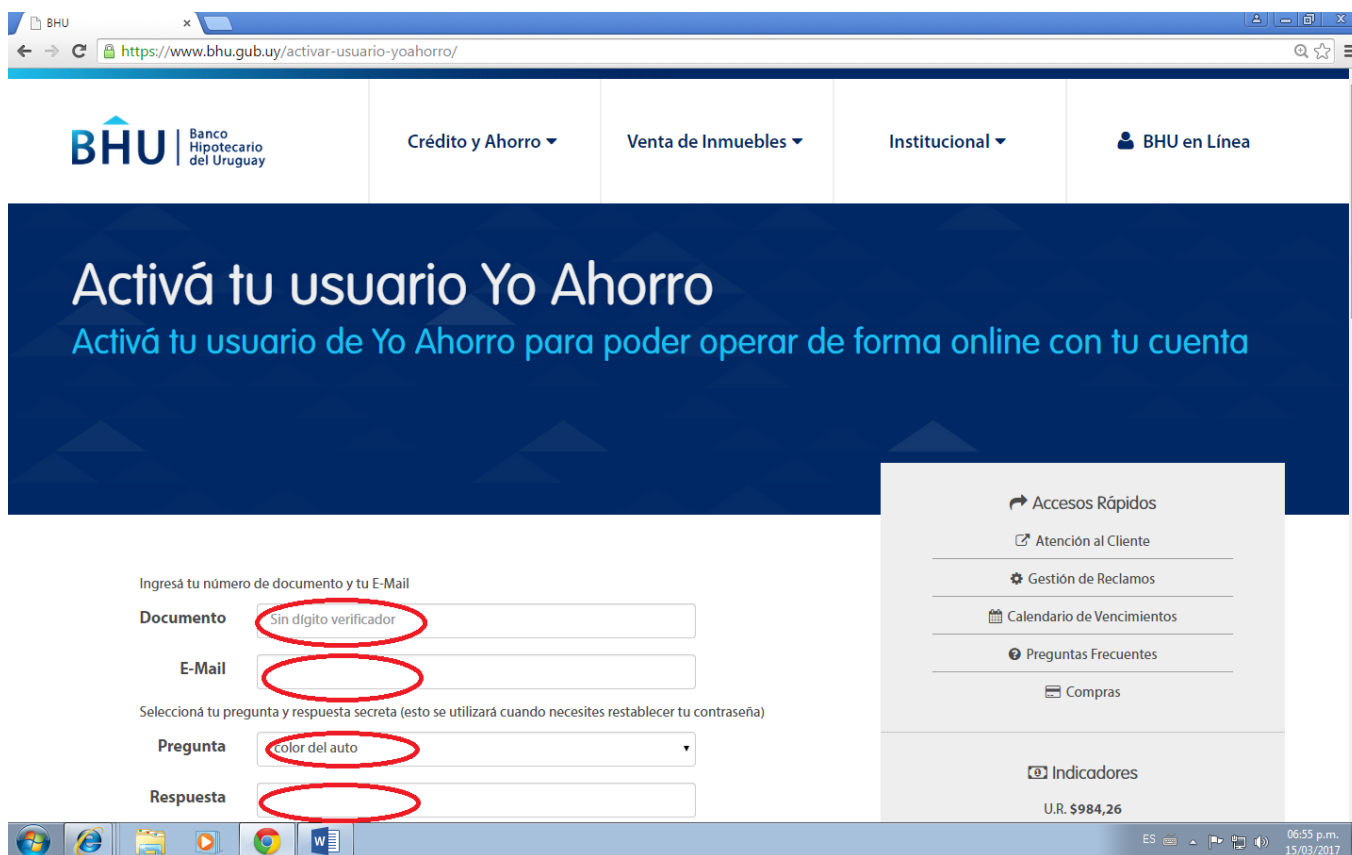 BHU
https://www.bhu.gub.uy/activar-usuario-yoahorro/
BHU
Banco
Hipotecario
del Uruguay
Crédito y Ahorro
Venta de Inmuebles
Institucional
BHU en Línea
Activá tu usuario Yo Ahorro
Activá tu usuario de Yo Ahorro para poder operar de forma online con tu cuenta
Ingresá tu número de documento y tu E-Mail
Documento Sin dígito verificador
E-Mail
Seleccioná tu pregunta y respuesta secreta (esto se utilizará cuando necesites restablecer tu contraseña)
Pregunta color del auto
Respuesta
Accesos Rápidos
Atención al Cliente
Gestión de Reclamos
Calendario de Vencimientos
Preguntas Frecuentes
Compras
Indicadores
U.R. $984,26
ES
06:55 p.m.
15/03/2017